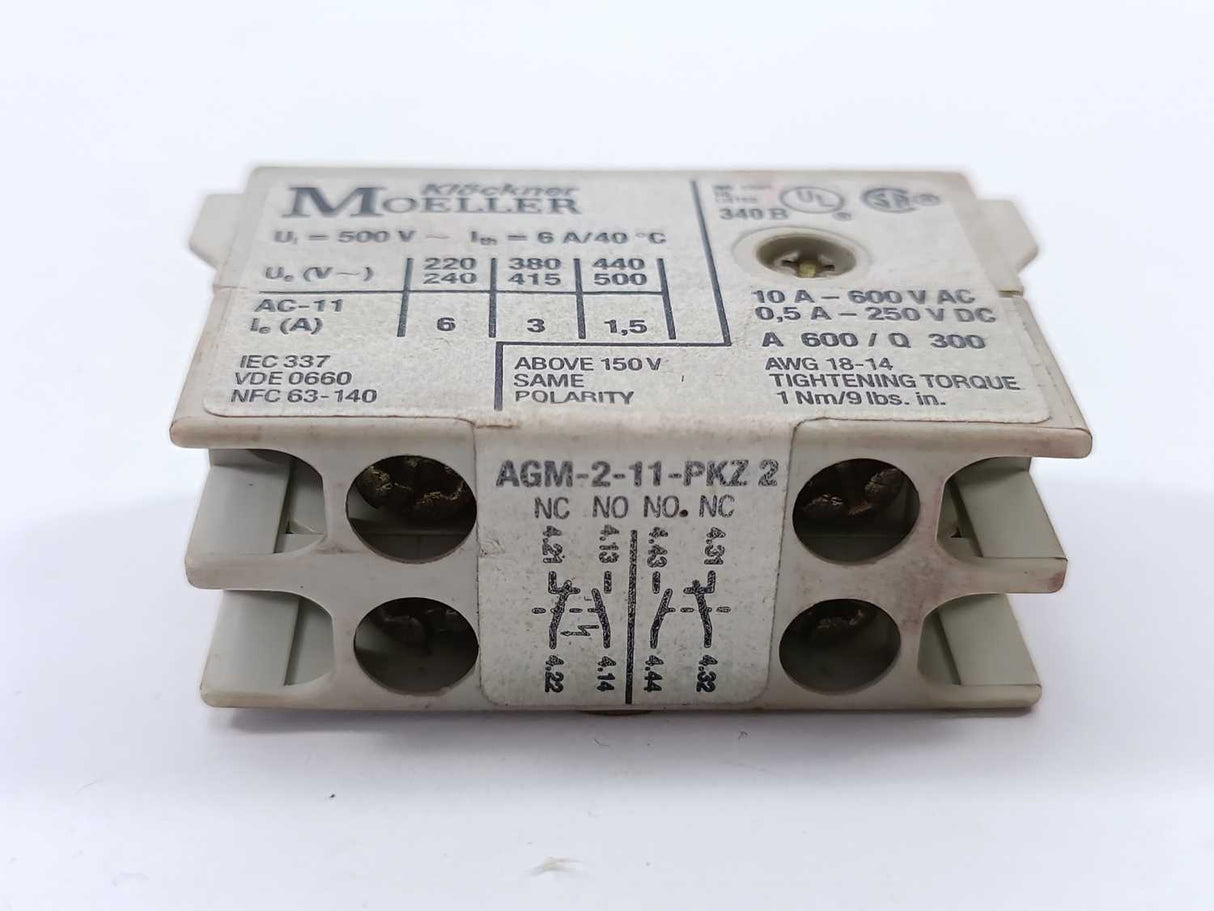 Klöckner
MOELLER
Ui = 500 V ~ Ith = 6 A/40 °C
Ue (V~) 220 240 380 415 440 500
AC-11
Ie (A) 6 3 1,5
IEC 337
VDE 0660
NFC 63-140
ABOVE 150 V
SAME
POLARITY
LISTED
340 B
UL ®
SA ®
10 A – 600 V AC
0,5 A – 250 V DC
A 600 / Q 300
AWG 18-14
TIGHTENING TORQUE
1 Nm/9 lbs. in.
AGM-2-11-PKZ 2
NC NO NO. NC
4.21 4.13 4.43 4.31
4.22 4.14 4.44 4.32